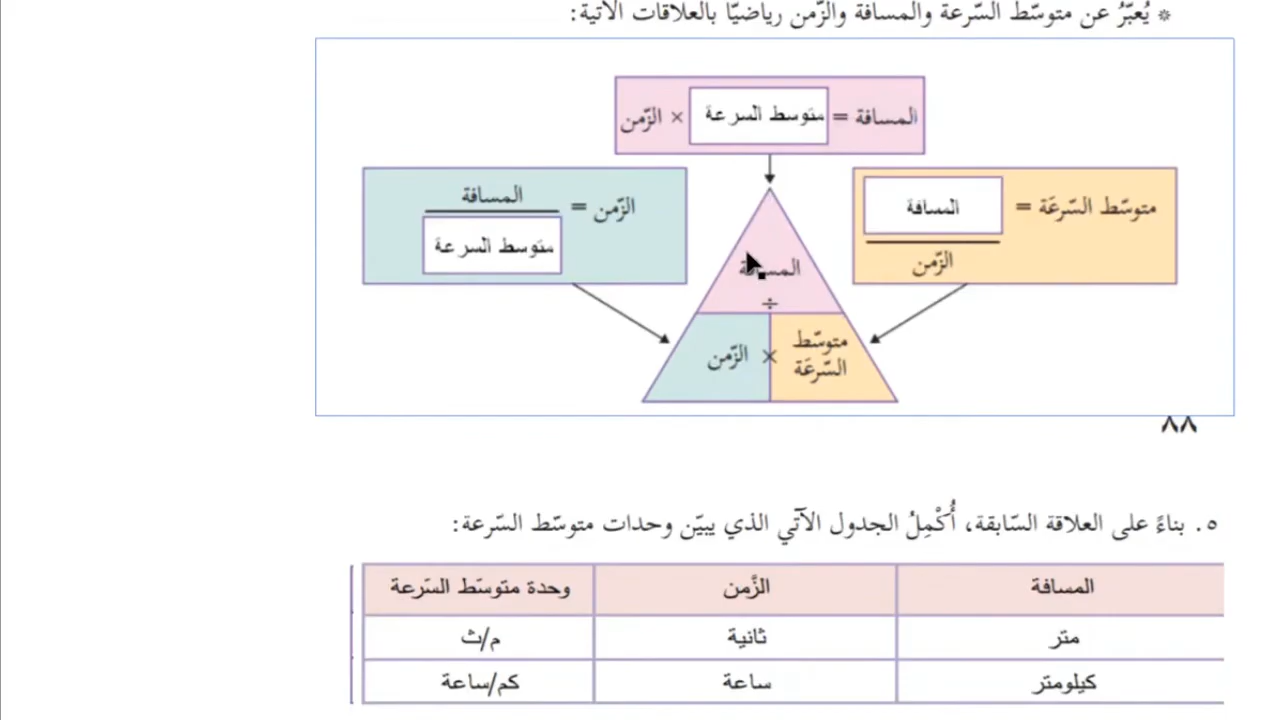 * يُعبّرُ عن متوسّط السّرعة والمسافة والزّمن رياضيًّا بالعلاقات الآتية:
المسافة = متوسط السرعة × الزّمن
متوسّط السّرعَة = المسافة
الزّمن
الزّمن = المسافة
متوسط السرعة
المسافة
÷
متوسّط السّرعَة × الزّمن
٨٨
٥. بناءً على العلاقة السّابقة، أُكْمِلُ الجدول الآتي الذي يبيّن وحدات متوسّط السّرعة:
المسافة الزَّمن وحدة متوسّط السّرعة
متر ثانية م/ث
كيلومتر ساعة كم/ساعة